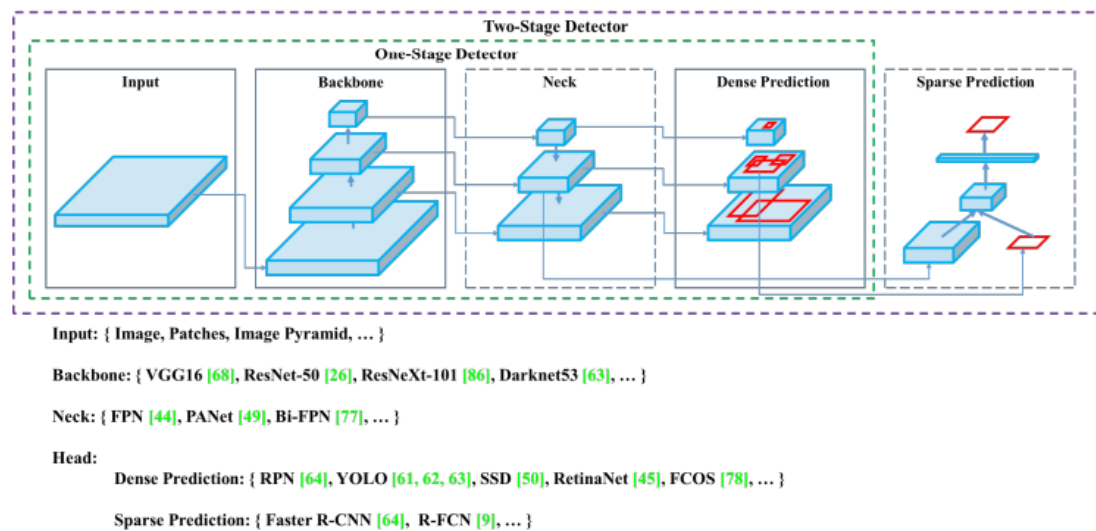 Two-Stage Detector
One-Stage Detector
Input
Backbone
Neck
Dense Prediction
Sparse Prediction
Input: { Image, Patches, Image Pyramid, … }
Backbone: { VGG16 [68], ResNet-50 [26], ResNeXt-101 [86], Darknet53 [63], … }
Neck: { FPN [44], PANet [49], Bi-FPN [77], … }
Head:
Dense Prediction: { RPN [64], YOLO [61, 62, 63], SSD [50], RetinaNet [45], FCOS [78], … }
Sparse Prediction: { Faster R-CNN [64], R-FCN [9], … }